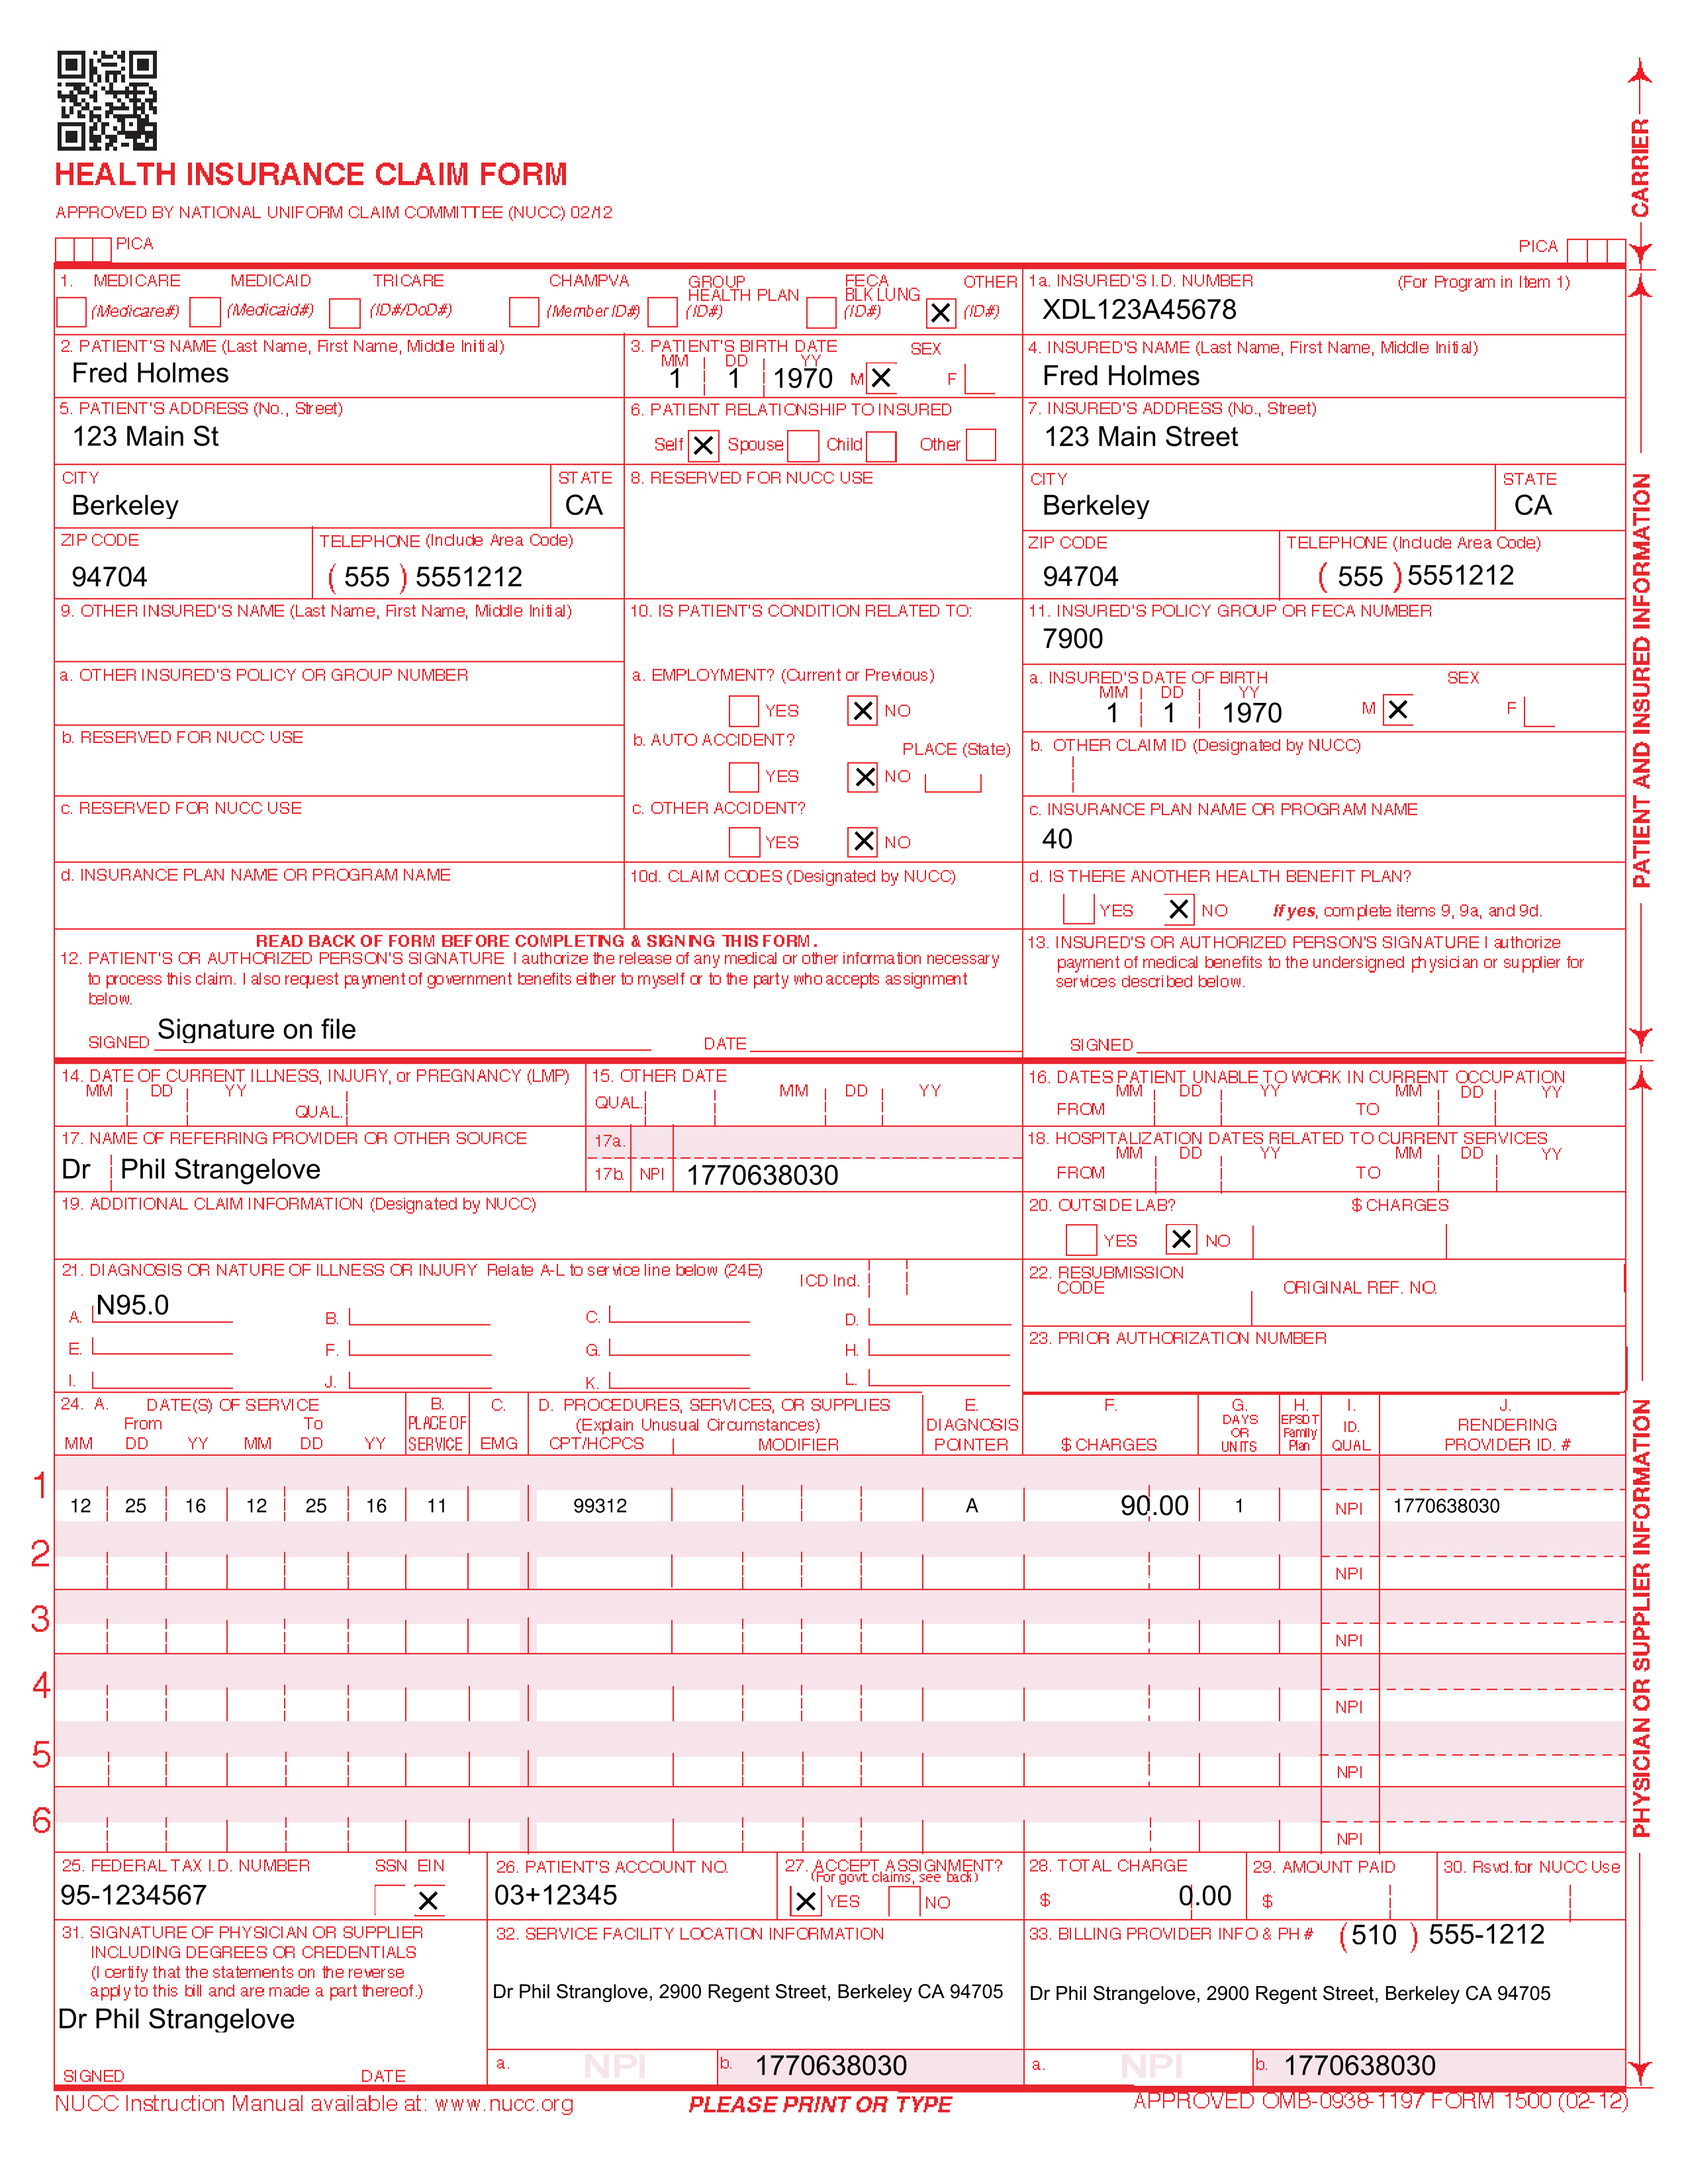 HEALTH INSURANCE CLAIM FORM
APPROVED BY NATIONAL UNIFORM CLAIM COMMITTEE (NUCC) 02/12
PICA
PICA
CARRIER
1. MEDICARE MEDICAID TRICARE CHAMPVA GROUP HEALTH PLAN FECA BLK LUNG OTHER
(Medicare#) (Medicaid#) (ID#/DoD#) (Member ID#) (ID#) (ID#) X (ID#)
1a. INSURED'S I.D. NUMBER (For Program in Item 1)
XDL123A45678
2. PATIENT'S NAME (Last Name, First Name, Middle Initial)
Fred Holmes
3. PATIENT'S BIRTH DATE SEX
MM DD YY
1 1 1970 M X F
4. INSURED'S NAME (Last Name, First Name, Middle Initial)
Fred Holmes
5. PATIENT'S ADDRESS (No., Street)
123 Main St
6. PATIENT RELATIONSHIP TO INSURED
Self X Spouse Child Other
7. INSURED'S ADDRESS (No., Street)
123 Main Street
CITY STATE
Berkeley CA
8. RESERVED FOR NUCC USE
CITY STATE
Berkeley CA
ZIP CODE TELEPHONE (Include Area Code)
94704 (555) 5551212
ZIP CODE TELEPHONE (Include Area Code)
94704 (555) 5551212
9. OTHER INSURED'S NAME (Last Name, First Name, Middle Initial)
10. IS PATIENT'S CONDITION RELATED TO:
11. INSURED'S POLICY GROUP OR FECA NUMBER
7900
a. OTHER INSURED'S POLICY OR GROUP NUMBER
a. EMPLOYMENT? (Current or Previous)
YES X NO
a. INSURED'S DATE OF BIRTH SEX
MM DD YY
1 1 1970 M X F
b. RESERVED FOR NUCC USE
b. AUTO ACCIDENT? PLACE (State)
YES X NO
b. OTHER CLAIM ID (Designated by NUCC)
c. RESERVED FOR NUCC USE
c. OTHER ACCIDENT?
YES X NO
c. INSURANCE PLAN NAME OR PROGRAM NAME
40
d. INSURANCE PLAN NAME OR PROGRAM NAME
10d. CLAIM CODES (Designated by NUCC)
d. IS THERE ANOTHER HEALTH BENEFIT PLAN?
YES X NO If yes, complete items 9, 9a, and 9d.
PATIENT AND INSURED INFORMATION
READ BACK OF FORM BEFORE COMPLETING & SIGNING THIS FORM.
12. PATIENT'S OR AUTHORIZED PERSON'S SIGNATURE I authorize the release of any medical or other information necessary
to process this claim. I also request payment of government benefits either to myself or to the party who accepts assignment
below.
SIGNED Signature on file DATE
13. INSURED'S OR AUTHORIZED PERSON'S SIGNATURE I authorize
payment of medical benefits to the undersigned physician or supplier for
services described below.
SIGNED
14. DATE OF CURRENT ILLNESS, INJURY, or PREGNANCY (LMP)
MM DD YY
QUAL.
15. OTHER DATE
QUAL. MM DD YY
16. DATES PATIENT UNABLE TO WORK IN CURRENT OCCUPATION
MM DD YY MM DD YY
FROM TO
17. NAME OF REFERRING PROVIDER OR OTHER SOURCE
Dr Phil Strangelove
17a.
17b. NPI 1770638030
18. HOSPITALIZATION DATES RELATED TO CURRENT SERVICES
MM DD YY MM DD YY
FROM TO
19. ADDITIONAL CLAIM INFORMATION (Designated by NUCC)
20. OUTSIDE LAB? $ CHARGES
YES X NO
21. DIAGNOSIS OR NATURE OF ILLNESS OR INJURY Relate A-L to service line below (24E) ICD Ind.
A. N95.0 B. C. D.
E. F. G. H.
I. J. K. L.
22. RESUBMISSION
CODE ORIGINAL REF. NO.
23. PRIOR AUTHORIZATION NUMBER
24. A. DATE(S) OF SERVICE B. C. D. PROCEDURES, SERVICES, OR SUPPLIES E. F. G. H. I. J.
From To PLACE OF (Explain Unusual Circumstances) DIAGNOSIS DAYS OR EPSDT Family ID. RENDERING
MM DD YY MM DD YY SERVICE EMG CPT/HCPCS MODIFIER POINTER $ CHARGES UNITS Plan QUAL PROVIDER ID. #
1
12 25 16 12 25 16 11 99312 A 90.00 1 NPI 1770638030
2
NPI
3
NPI
4
NPI
5
NPI
6
NPI
25. FEDERAL TAX I.D. NUMBER SSN EIN
95-1234567 X
26. PATIENT'S ACCOUNT NO.
03+12345
27. ACCEPT ASSIGNMENT?
(For govt. claims, see back)
X YES NO
28. TOTAL CHARGE
$ 0.00
29. AMOUNT PAID
$
30. Rsvd. for NUCC Use
31. SIGNATURE OF PHYSICIAN OR SUPPLIER
INCLUDING DEGREES OR CREDENTIALS
(I certify that the statements on the reverse
apply to this bill and are made a part thereof.)
Dr Phil Strangelove
SIGNED DATE
32. SERVICE FACILITY LOCATION INFORMATION
Dr Phil Stranglove, 2900 Regent Street, Berkeley CA 94705
a. NPI b. 1770638030
33. BILLING PROVIDER INFO & PH # (510) 555-1212
Dr Phil Strangelove, 2900 Regent Street, Berkeley CA 94705
a. NPI b. 1770638030
PHYSICIAN OR SUPPLIER INFORMATION
NUCC Instruction Manual available at: www.nucc.org
PLEASE PRINT OR TYPE
APPROVED OMB-0938-1197 FORM 1500 (02-12)